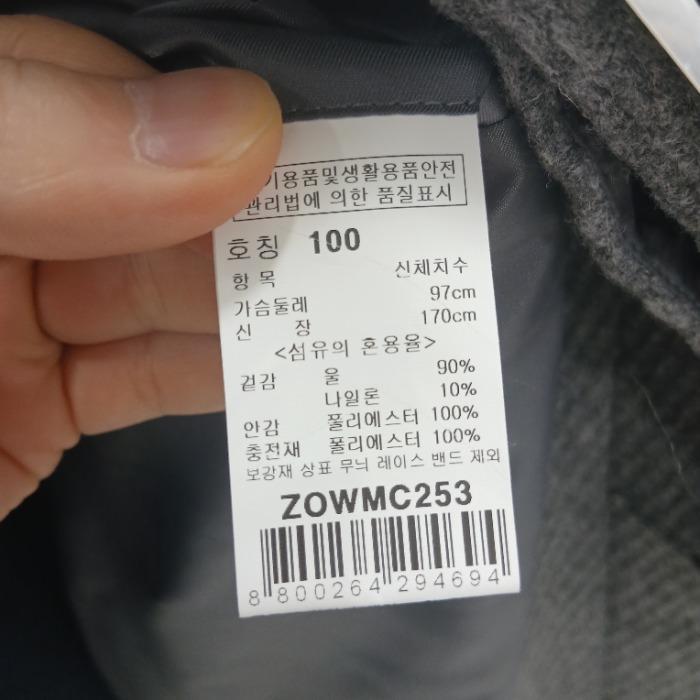 기용품및생활용품안전
관리법에 의한 품질표시
호칭 100
항목 신체치수
가슴둘레 97cm
신 장 170cm
<섬유의 혼용율>
겉감 울 90%
나일론 10%
안감 폴리에스터 100%
충전재 폴리에스터 100%
보강재 상표 무늬 레이스 밴드 제외
ZOWMC253
8 800264 294694